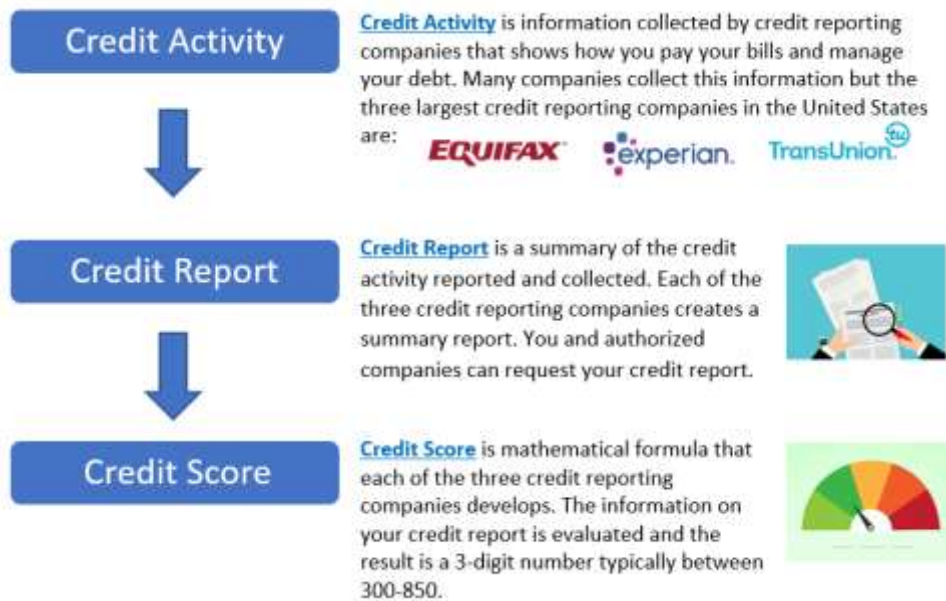 Credit Activity
Credit Activity is information collected by credit reporting
companies that shows how you pay your bills and manage
your debt. Many companies collect this information but the
three largest credit reporting companies in the United States
are:
EQUIFAX
experian.
TransUnion.
tu
Credit Report
Credit Report is a summary of the credit
activity reported and collected. Each of the
three credit reporting companies creates a
summary report. You and authorized
companies can request your credit report.
Credit Score
Credit Score is mathematical formula that
each of the three credit reporting
companies develops. The information on
your credit report is evaluated and the
result is a 3-digit number typically between
300-850.